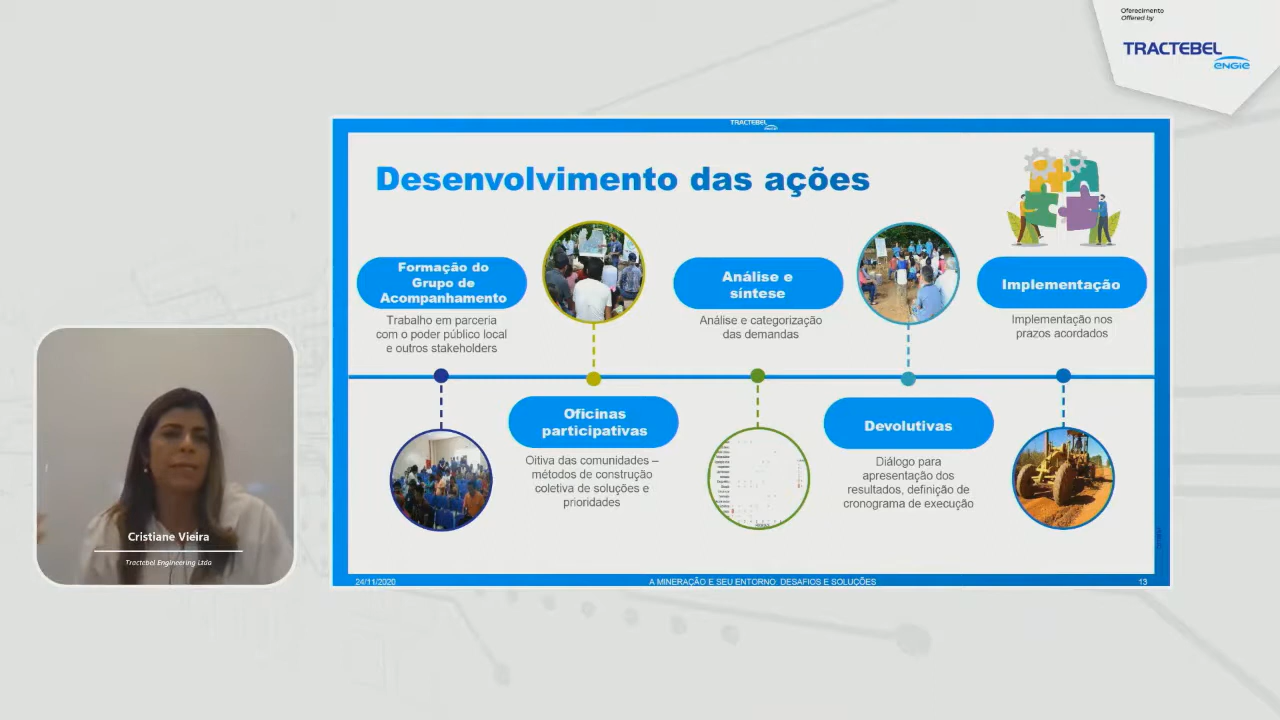 Oferecimento
Offered by
TRACTEBEL
ENGIE
TRACTEBEL
ENGIE
Desenvolvimento das ações
Formação do
Grupo de
Acompanhamento
Trabalho em parceria
com o poder público local
e outros stakeholders
Oficinas
participativas
Oitiva das comunidades –
métodos de construção
coletiva de soluções e
prioridades
Análise e
síntese
Análise e categorização
das demandas
Devolutivas
Diálogo para
apresentação dos
resultados, definição de
cronograma de execução
Implementação
Implementação nos
prazos acordados
24/11/2020
A MINERAÇÃO E SEU ENTORNO: DESAFIOS E SOLUÇÕES
13
Cristiane Vieira
Tractebel Engineering Ltda